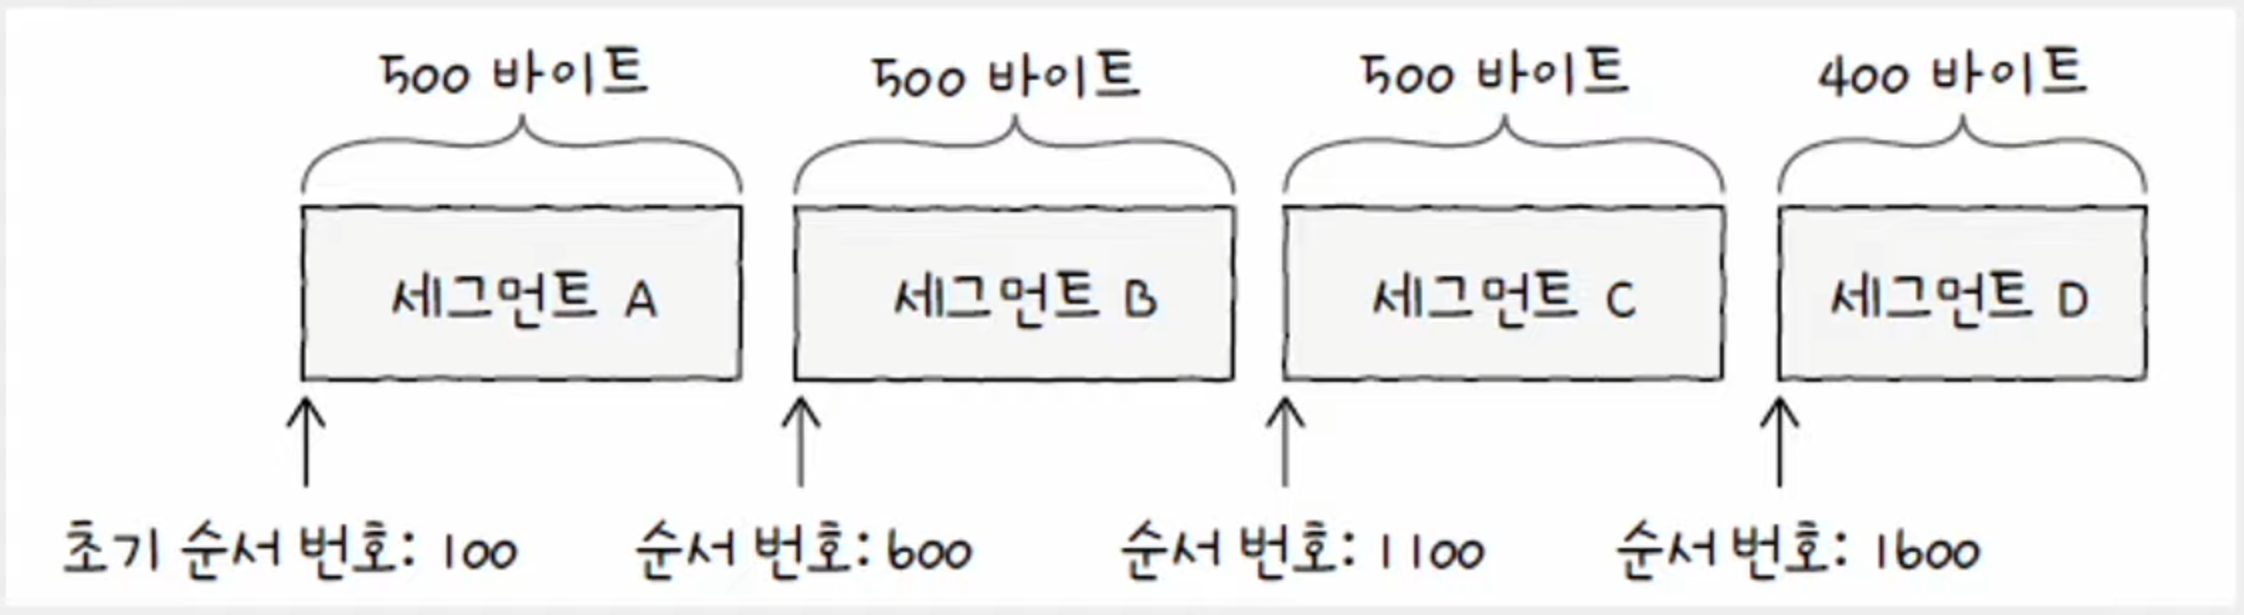 500 바이트
500 바이트
500 바이트
400 바이트
세그먼트 A
세그먼트 B
세그먼트 C
세그먼트 D
초기 순서 번호: 100
순서 번호: 600
순서 번호: 1100
순서 번호: 1600